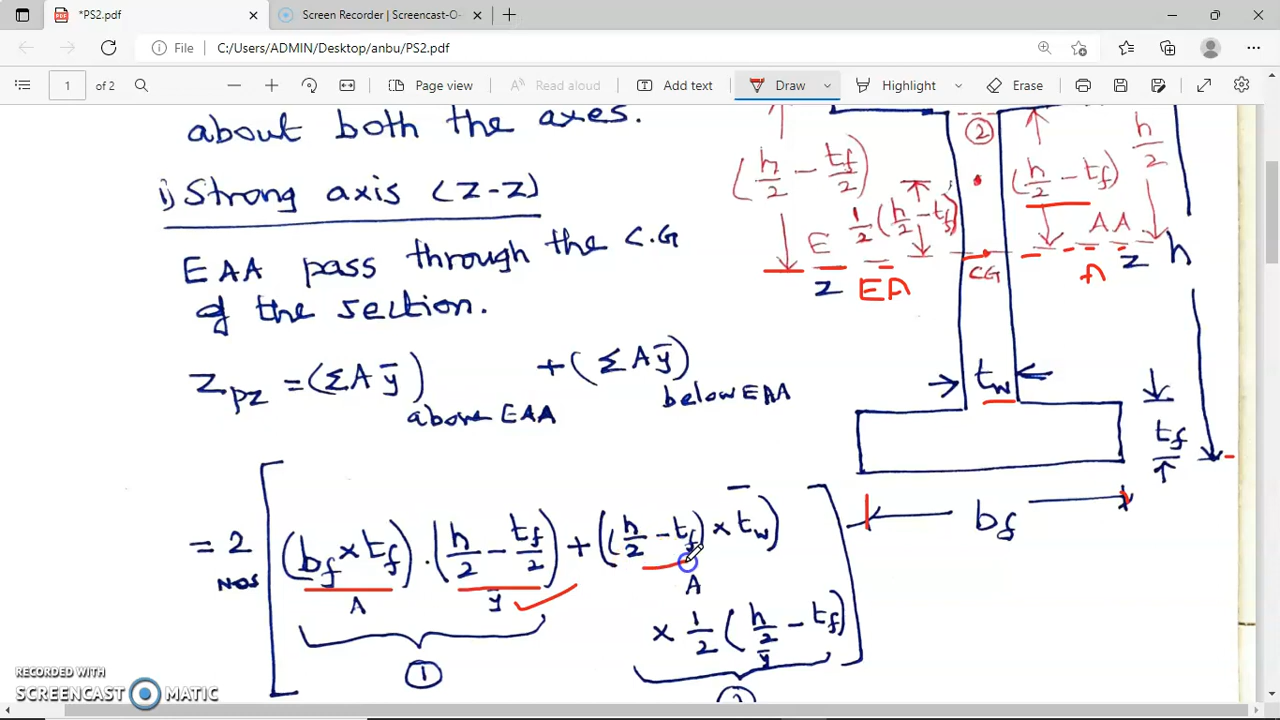 *PS2.pdf
Screen Recorder | Screencast-O-
File C:/Users/ADMIN/Desktop/anbu/PS2.pdf
1 of 2
Page view
Read aloud
Add text
Draw
Highlight
Erase
about both the axes.
i) Strong axis (Z-Z)
EAA pass through the C.G
of the section.
Zpz = (ΣAȳ) above EAA + (ΣAȳ) below EAA
= 2 [(bf × tf) · (h/2 − tf/2) + ((h/2 − tf) × tw)
Nos A ȳ A
× 1/2 (h/2 − tf)]
ȳ
① ②
②
(h/2 − tf/2)
1/2 (h/2 − tf)
(h/2 − tf)
h/2
E A A
Z EA CG A Z h
tw
tf
bf
RECORDED WITH
SCREENCAST MATIC